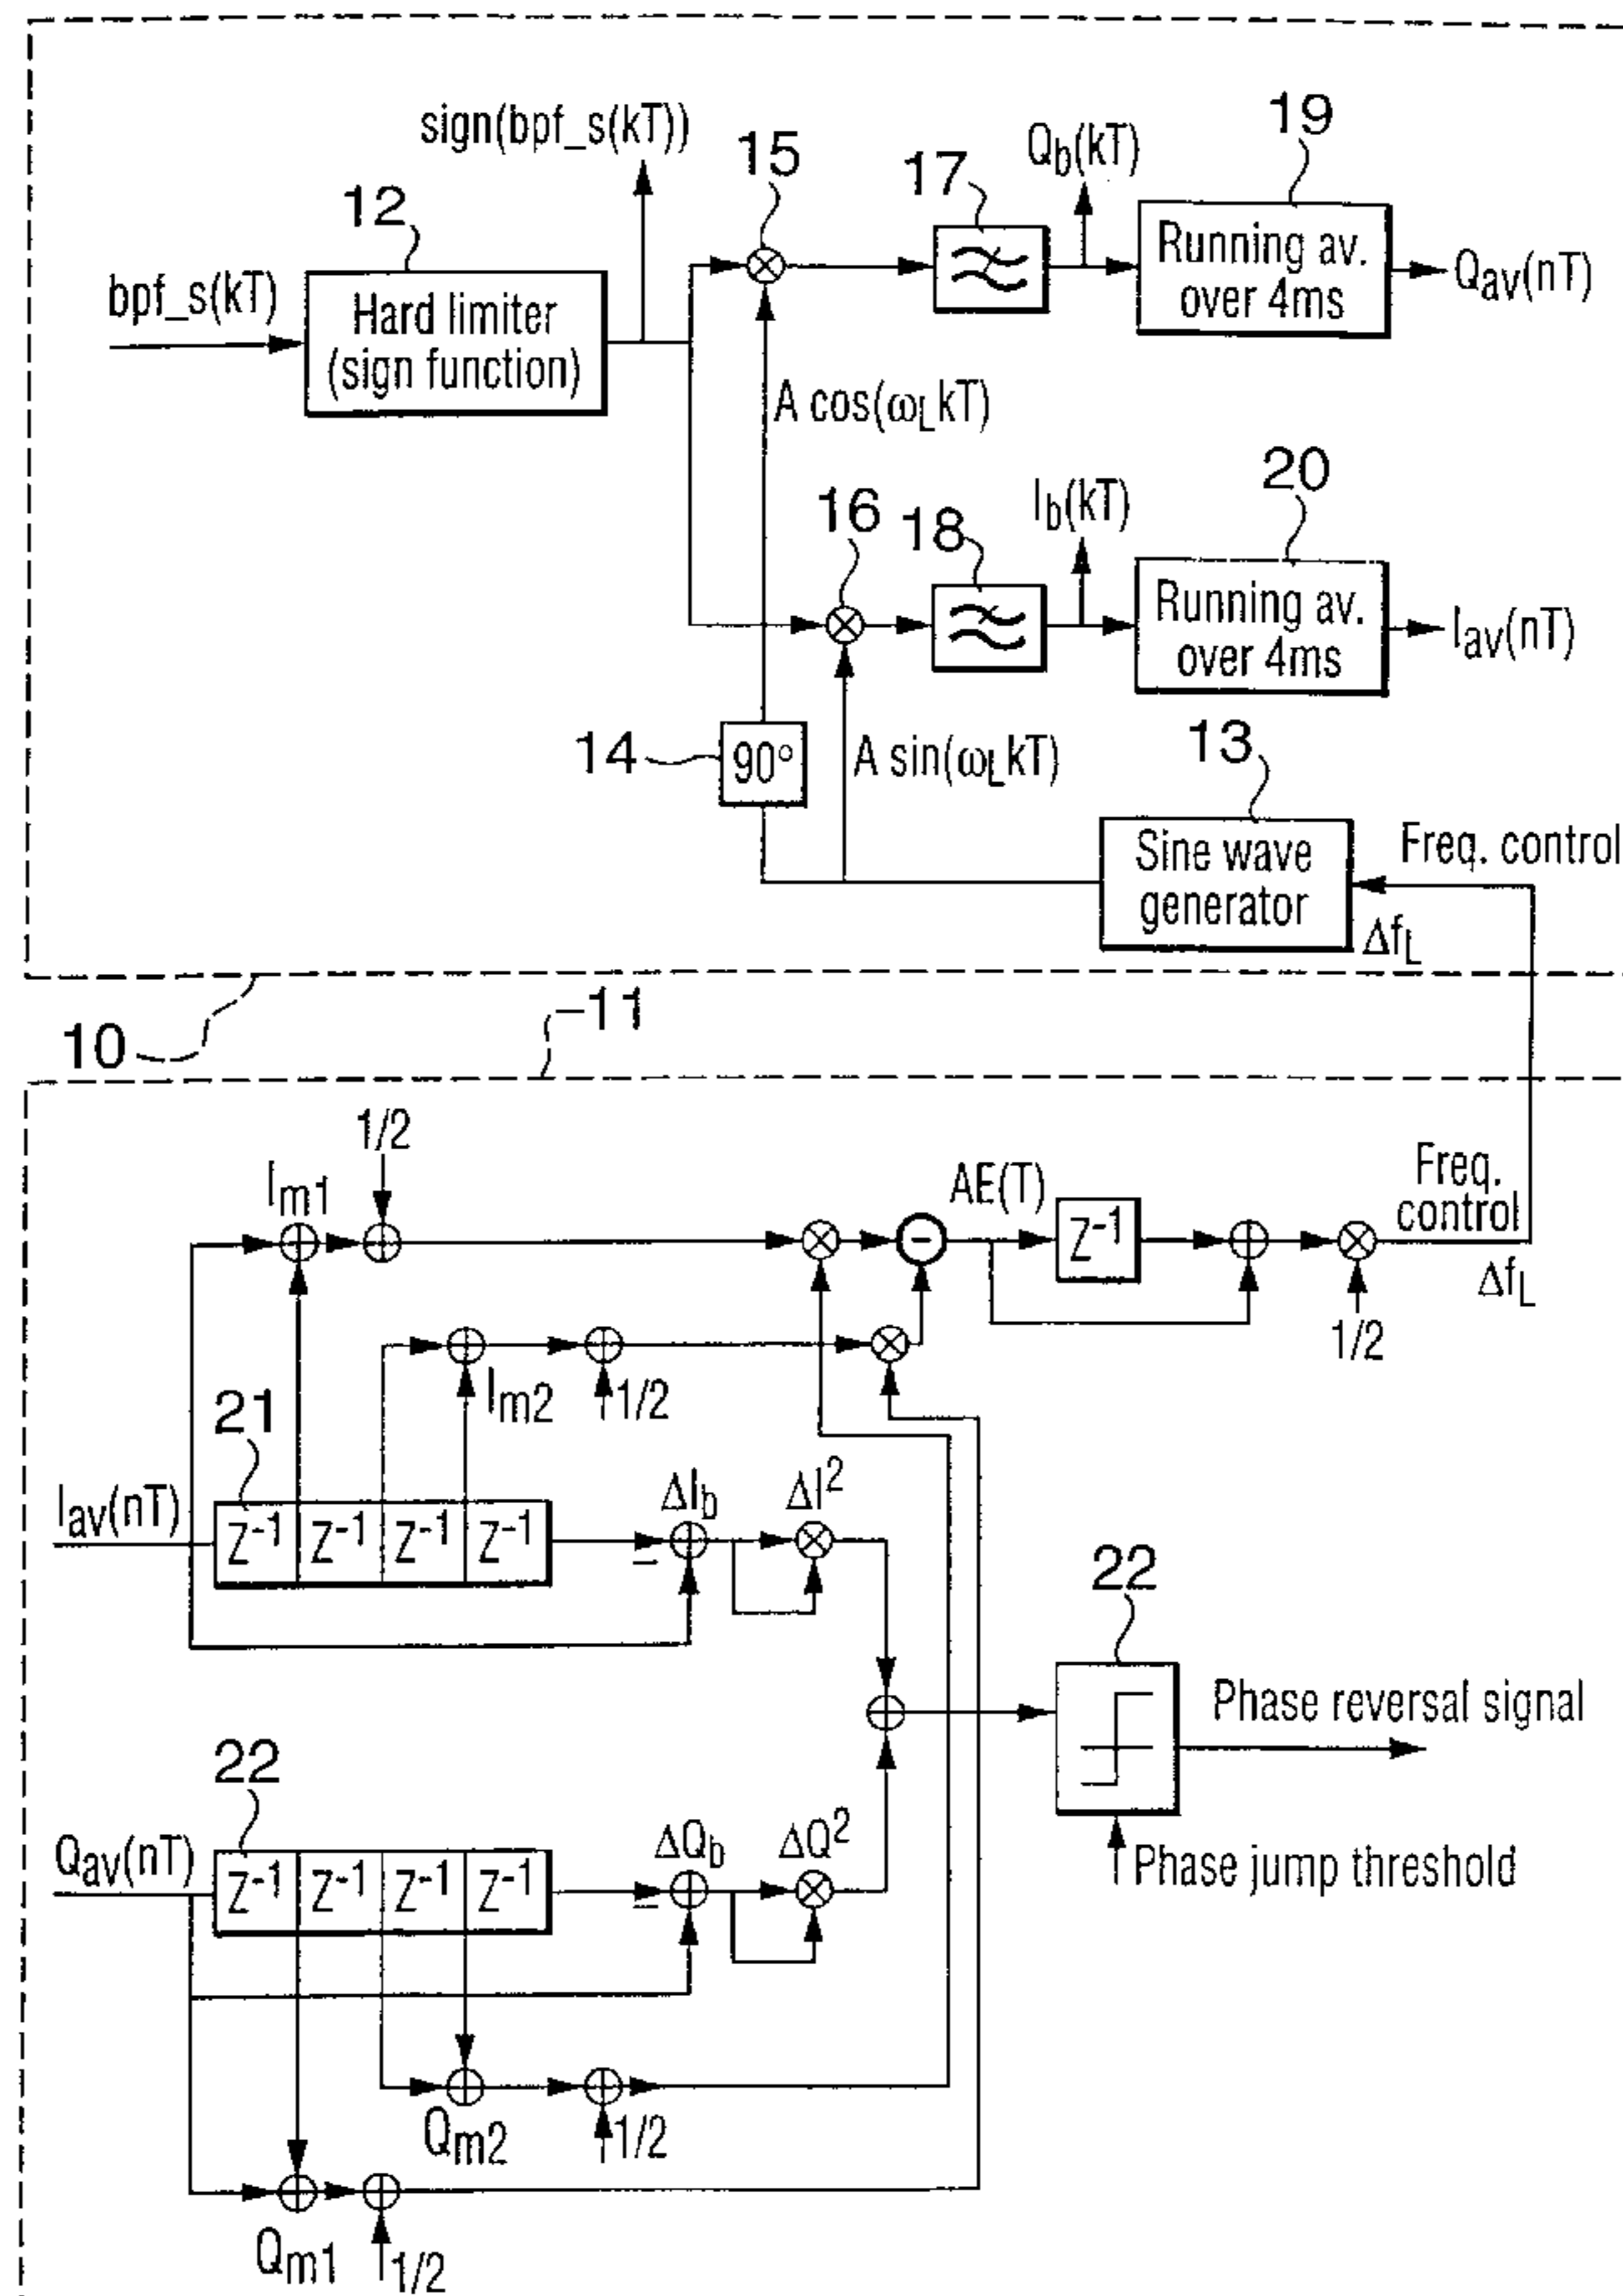 sign(bpf_s(kT))
15
17
Qb(kT)
19
12
bpf_s(kT)
Hard limiter
(sign function)
Running av.
over 4ms
Qav(nT)
A cos(ωLkT)
16
18
Ib(kT)
20
Running av.
over 4ms
Iav(nT)
14
90°
A sin(ωLkT)
13
Sine wave
generator
Freq. control
ΔfL
10
11
1/2
Im1
AE(T)
Z-1
Freq.
control
ΔfL
1/2
Im2
1/2
21
Iav(nT)
Z-1
Z-1
Z-1
Z-1
–
ΔIb
ΔI2
22
Phase reversal signal
Phase jump threshold
22
Qav(nT)
Z-1
Z-1
Z-1
Z-1
–
ΔQb
ΔQ2
Qm2
1/2
Qm1
1/2